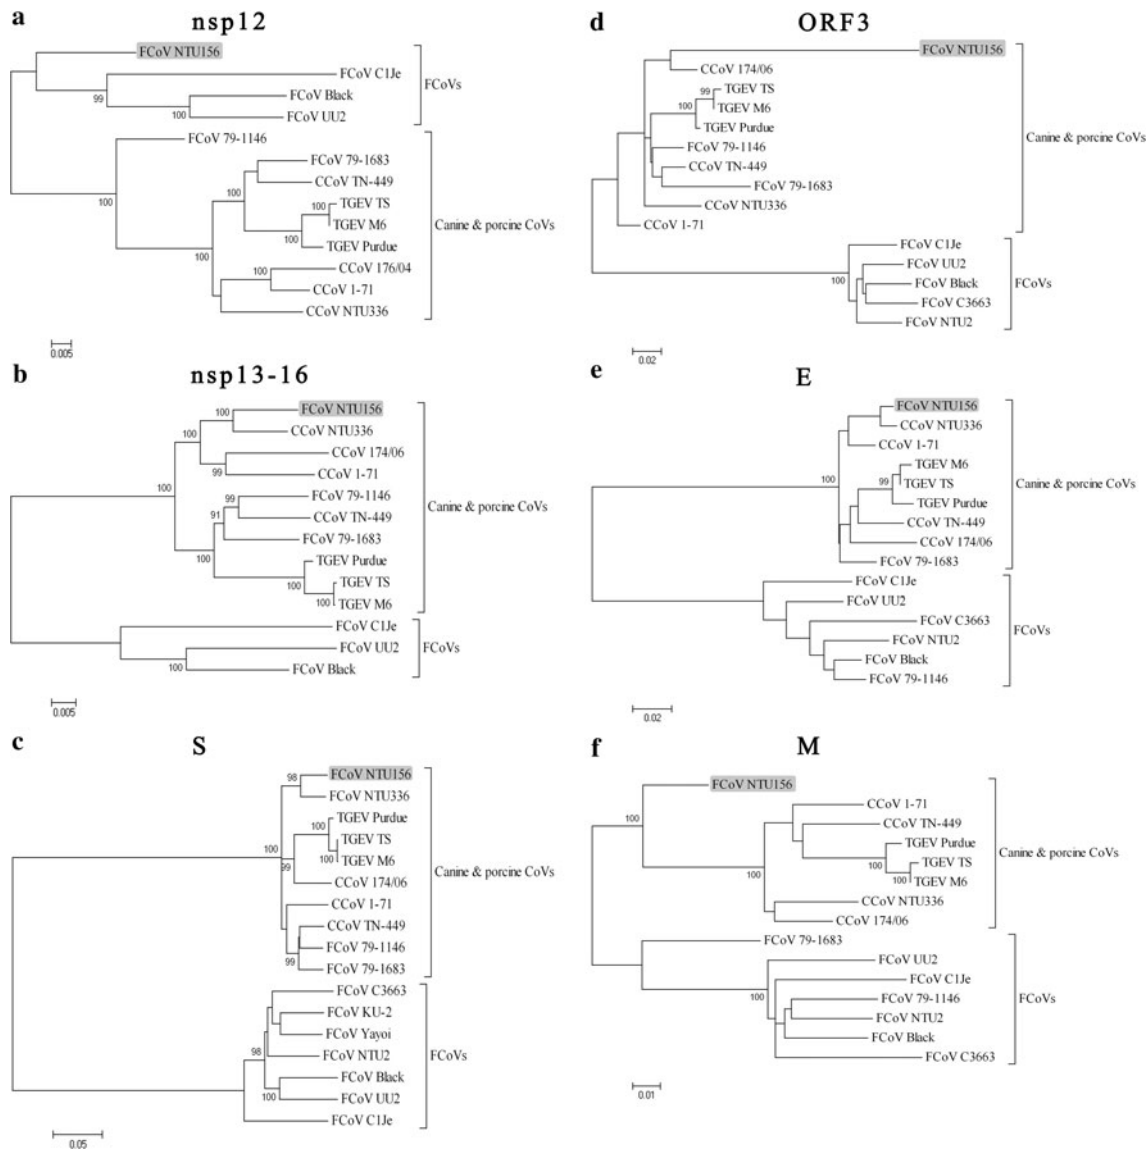 a
nsp12
FCoV NTU156
FCoV C1Je
99
FCoV Black
100
FCoV UU2
FCoVs
FCoV 79-1146
100
FCoV 79-1683
100
CCoV TN-449
TGEV TS
100
TGEV M6
100
TGEV Purdue
CCoV 176/04
100
CCoV 1-71
CCoV NTU336
Canine & porcine CoVs
0.005
b
nsp13-16
FCoV NTU156
100
CCoV NTU336
100
CCoV 174/06
99
CCoV 1-71
100
FCoV 79-1146
99
CCoV TN-449
91
FCoV 79-1683
100
TGEV Purdue
100
TGEV TS
100
TGEV M6
Canine & porcine CoVs
FCoV C1Je
FCoV UU2
100
FCoV Black
FCoVs
0.005
c
S
FCoV NTU156
98
FCoV NTU336
TGEV Purdue
100
TGEV TS
100
TGEV M6
100
99
CCoV 174/06
CCoV 1-71
CCoV TN-449
FCoV 79-1146
99
FCoV 79-1683
Canine & porcine CoVs
FCoV C3663
FCoV KU-2
FCoV Yayoi
98
FCoV NTU2
FCoV Black
100
FCoV UU2
FCoV C1Je
FCoVs
0.05
d
ORF3
FCoV NTU156
CCoV 174/06
99
TGEV TS
100
TGEV M6
TGEV Purdue
FCoV 79-1146
CCoV TN-449
FCoV 79-1683
CCoV NTU336
CCoV 1-71
Canine & porcine CoVs
FCoV C1Je
FCoV UU2
100
FCoV Black
FCoV C3663
FCoV NTU2
FCoVs
0.02
e
E
FCoV NTU156
CCoV NTU336
CCoV 1-71
100
TGEV M6
99
TGEV TS
TGEV Purdue
CCoV TN-449
CCoV 174/06
FCoV 79-1683
Canine & porcine CoVs
FCoV C1Je
FCoV UU2
FCoV C3663
FCoV NTU2
FCoV Black
FCoV 79-1146
FCoVs
0.02
f
M
FCoV NTU156
100
CCoV 1-71
CCoV TN-449
TGEV Purdue
100
TGEV TS
100
TGEV M6
100
CCoV NTU336
CCoV 174/06
Canine & porcine CoVs
FCoV 79-1683
FCoV UU2
FCoV C1Je
100
FCoV 79-1146
FCoV NTU2
FCoV Black
FCoV C3663
FCoVs
0.01